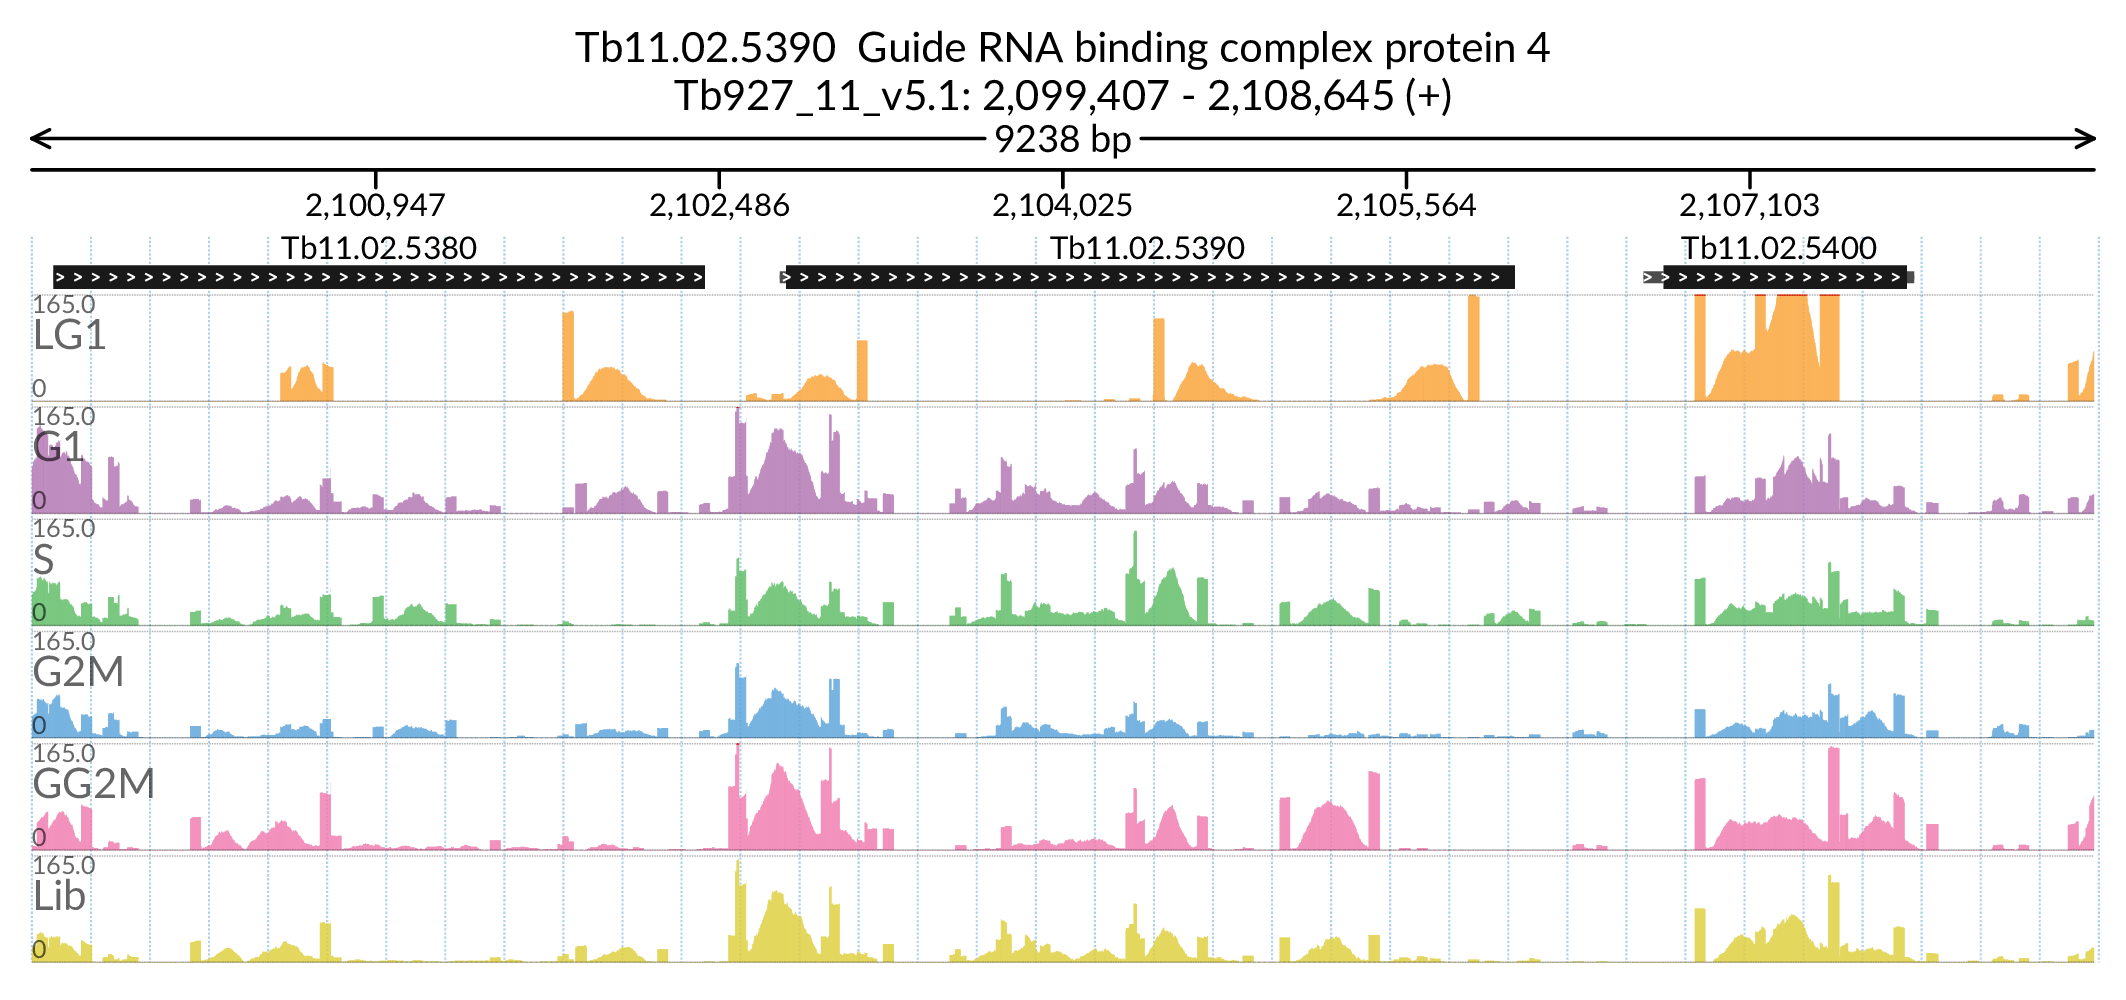 Tb11.02.5390  Guide RNA binding complex protein 4
Tb927_11_v5.1: 2,099,407 - 2,108,645 (+)
9238 bp
2,100,947 2,102,486 2,104,025 2,105,564 2,107,103
Tb11.02.5380 Tb11.02.5390 Tb11.02.5400
165.0
LG1
0
165.0
G1
0
165.0
S
0
165.0
G2M
0
165.0
GG2M
0
165.0
Lib
0